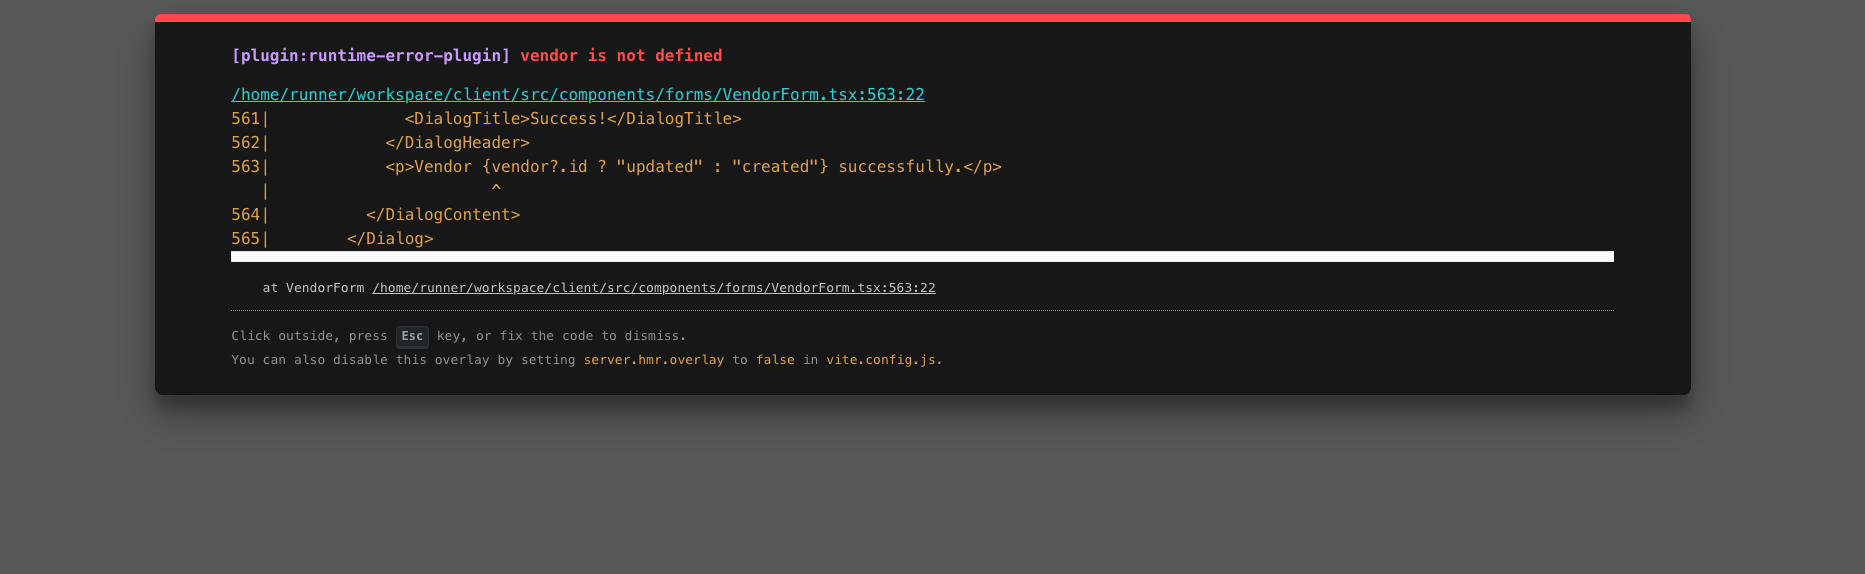 [plugin:runtime-error-plugin] vendor is not defined
/home/runner/workspace/client/src/components/forms/VendorForm.tsx:563:22
561|              <DialogTitle>Success!</DialogTitle>
562|            </DialogHeader>
563|            <p>Vendor {vendor?.id ? "updated" : "created"} successfully.</p>
   |                       ^
564|          </DialogContent>
565|        </Dialog>
at VendorForm /home/runner/workspace/client/src/components/forms/VendorForm.tsx:563:22
Click outside, press Esc key, or fix the code to dismiss.
You can also disable this overlay by setting server.hmr.overlay to false in vite.config.js.